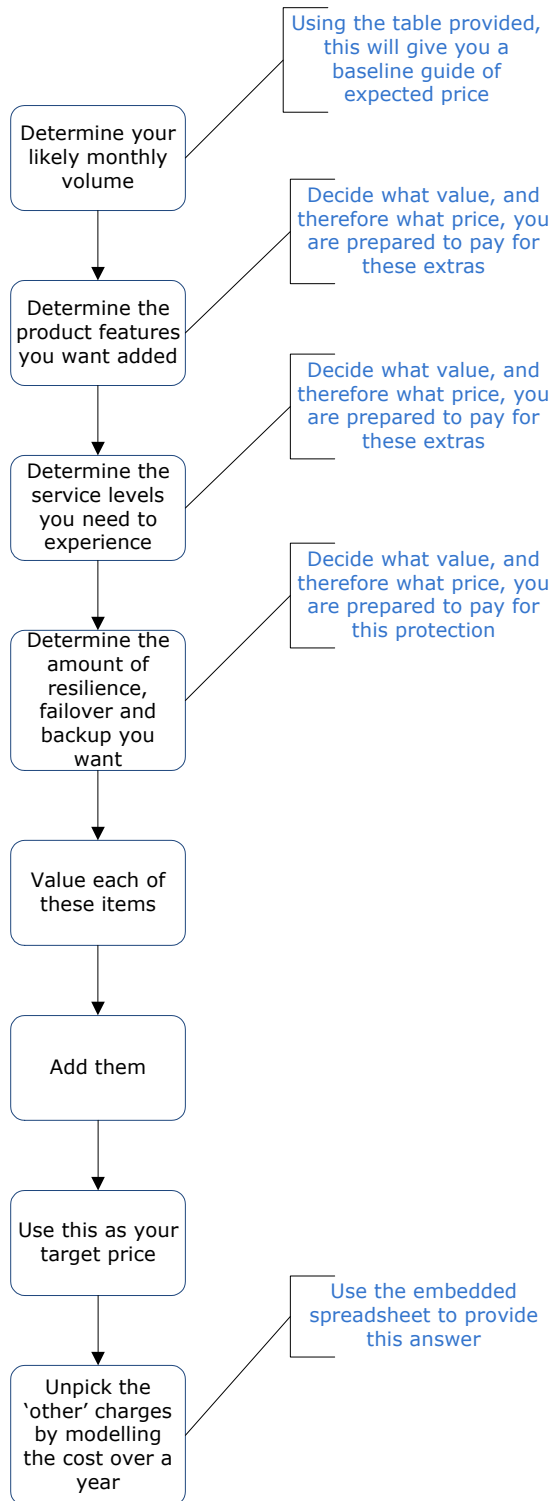 Using the table provided,
this will give you a
baseline guide of
expected price
Determine your
likely monthly
volume
Decide what value, and
therefore what price, you
are prepared to pay for
these extras
Determine the
product features
you want added
Decide what value, and
therefore what price, you
are prepared to pay for
these extras
Determine the
service levels
you need to
experience
Decide what value, and
therefore what price, you
are prepared to pay for
this protection
Determine the
amount of
resilience,
failover and
backup you
want
Value each of
these items
Add them
Use this as your
target price
Use the embedded
spreadsheet to provide
this answer
Unpick the
‘other’ charges
by modelling
the cost over a
year